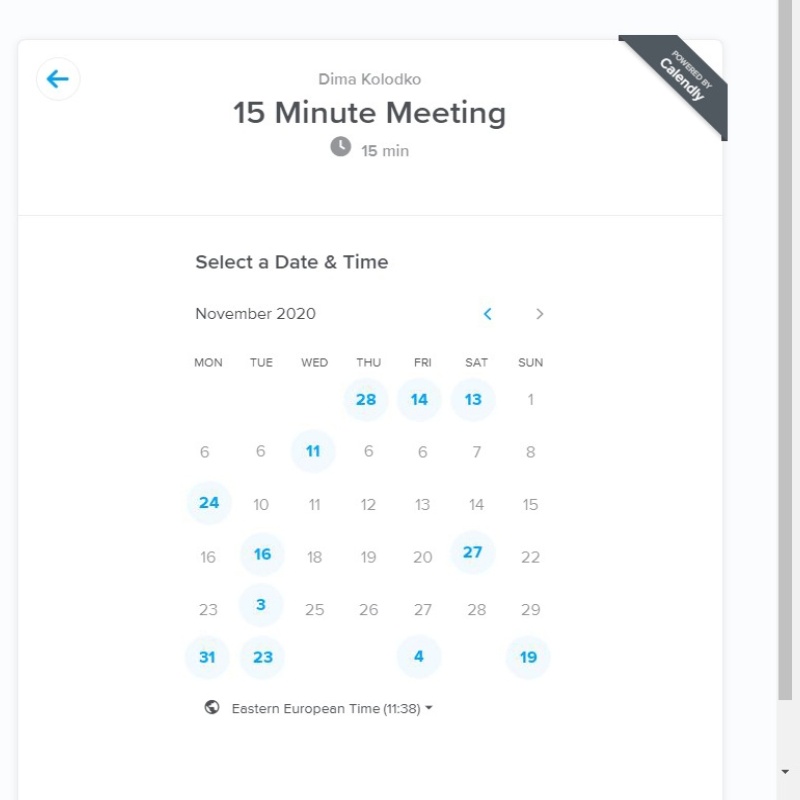 POWERED BY
Calendly
Dima Kolodko
15 Minute Meeting
15 min
Select a Date & Time
November 2020
MON TUE WED THU FRI SAT SUN
28 14 13 1
6 6 11 6 6 7 8
24 10 11 12 13 14 15
16 16 18 19 20 27 22
23 3 25 26 27 28 29
31 23 4 19
Eastern European Time (11:38)